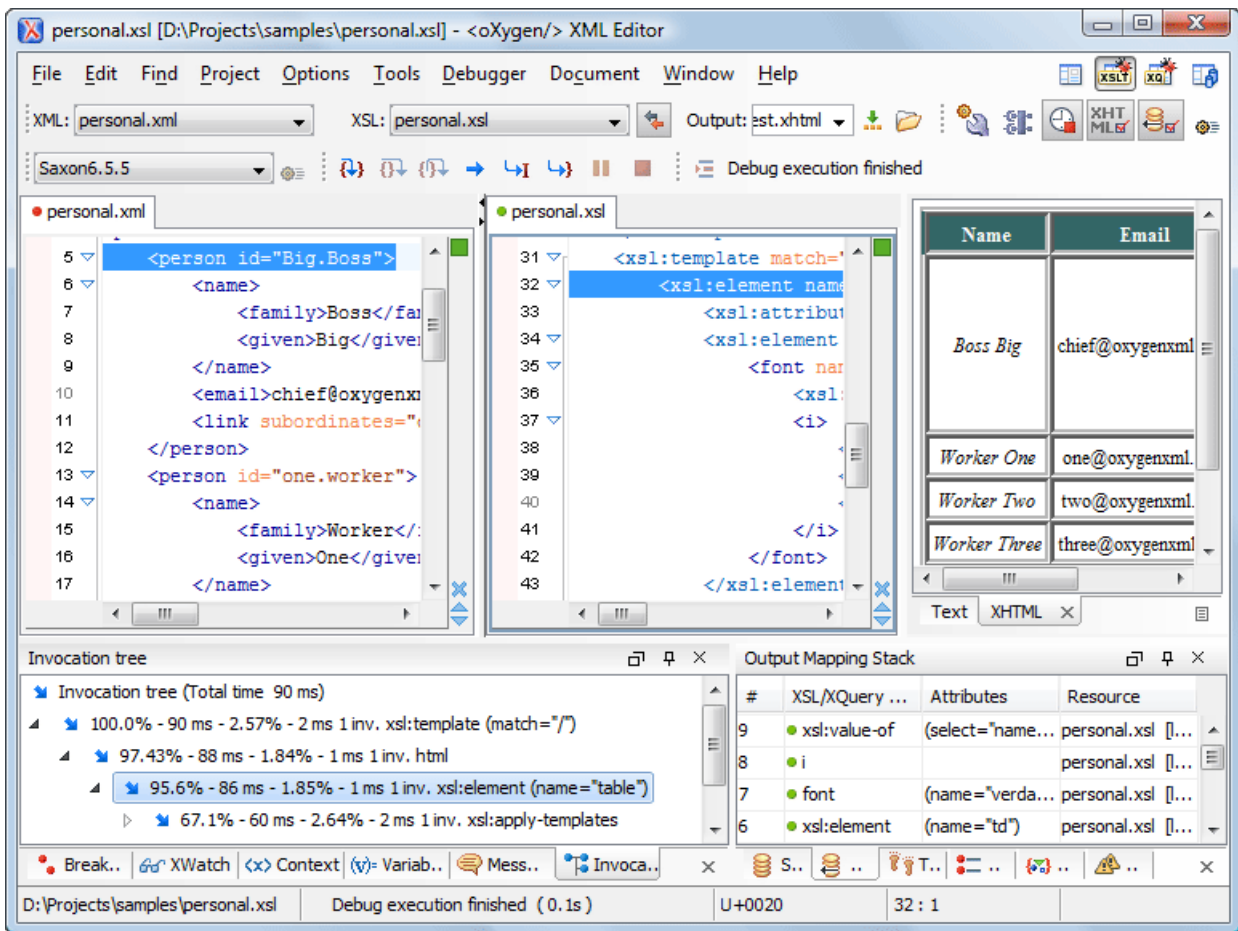 personal.xsl [D:\Projects\samples\personal.xsl] - <oXygen/> XML Editor
File Edit Find Project Options Tools Debugger Document Window Help
XSLT XQ
XML: personal.xml XSL: personal.xsl Output: est.xhtml XHT ML
Saxon6.5.5 Debug execution finished
personal.xml
5 <person id="Big.Boss">
6 <name>
7 <family>Boss</fam
8 <given>Big</given
9 </name>
10 <email>chief@oxygenxm
11 <link subordinates="
12 </person>
13 <person id="one.worker">
14 <name>
15 <family>Worker</
16 <given>One</given
17 </name>
personal.xsl
31 <xsl:template match="
32 <xsl:element name
33 <xsl:attribut
34 <xsl:element
35 <font nam
36 <xsl:
37 <i>
38 <
39 <
40 <
41 </i>
42 </font>
43 </xsl:element
Name Email
Boss Big chief@oxygenxml
Worker One one@oxygenxml.
Worker Two two@oxygenxml.
Worker Three three@oxygenxml
Text XHTML
Invocation tree
Invocation tree (Total time 90 ms)
100.0% - 90 ms - 2.57% - 2 ms 1 inv. xsl:template (match="/")
97.43% - 88 ms - 1.84% - 1 ms 1 inv. html
95.6% - 86 ms - 1.85% - 1 ms 1 inv. xsl:element (name="table")
67.1% - 60 ms - 2.64% - 2 ms 1 inv. xsl:apply-templates
Break.. XWatch <x> Context (v)= Variab.. Mess.. Invoca..
Output Mapping Stack
# XSL/XQuery ... Attributes Resource
9 xsl:value-of (select="name... personal.xsl [l...
8 i personal.xsl [l...
7 font (name="verda... personal.xsl [l...
6 xsl:element (name="td") personal.xsl [l...
S.. .. T.. .. .. ..
D:\Projects\samples\personal.xsl Debug execution finished (0.1s) U+0020 32 : 1